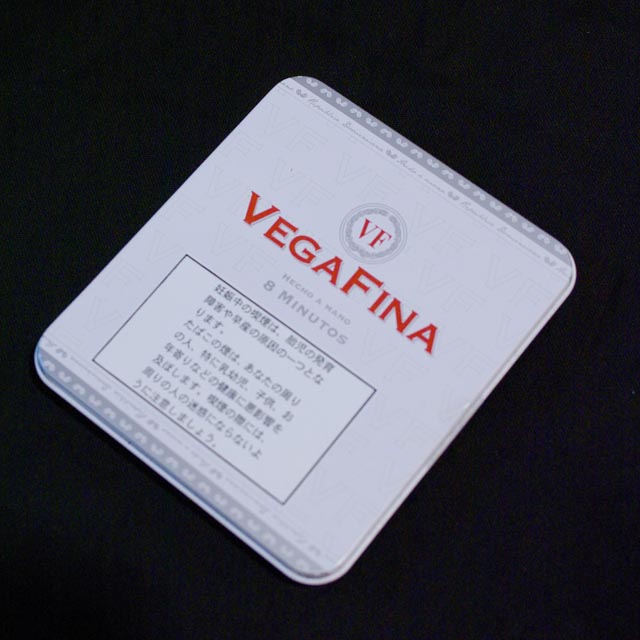 VF
VEGAFINA
HECHO A MANO
8 MINUTOS
妊娠中の喫煙は、胎児の発育
障害や早産の原因の一つとな
ります。
たばこの煙は、あなたの周り
の人、特に乳幼児、子供、お
年寄りなどの健康に悪影響を
及ぼします。喫煙の際には、
周りの人の迷惑にならないよ
うに注意しましょう。